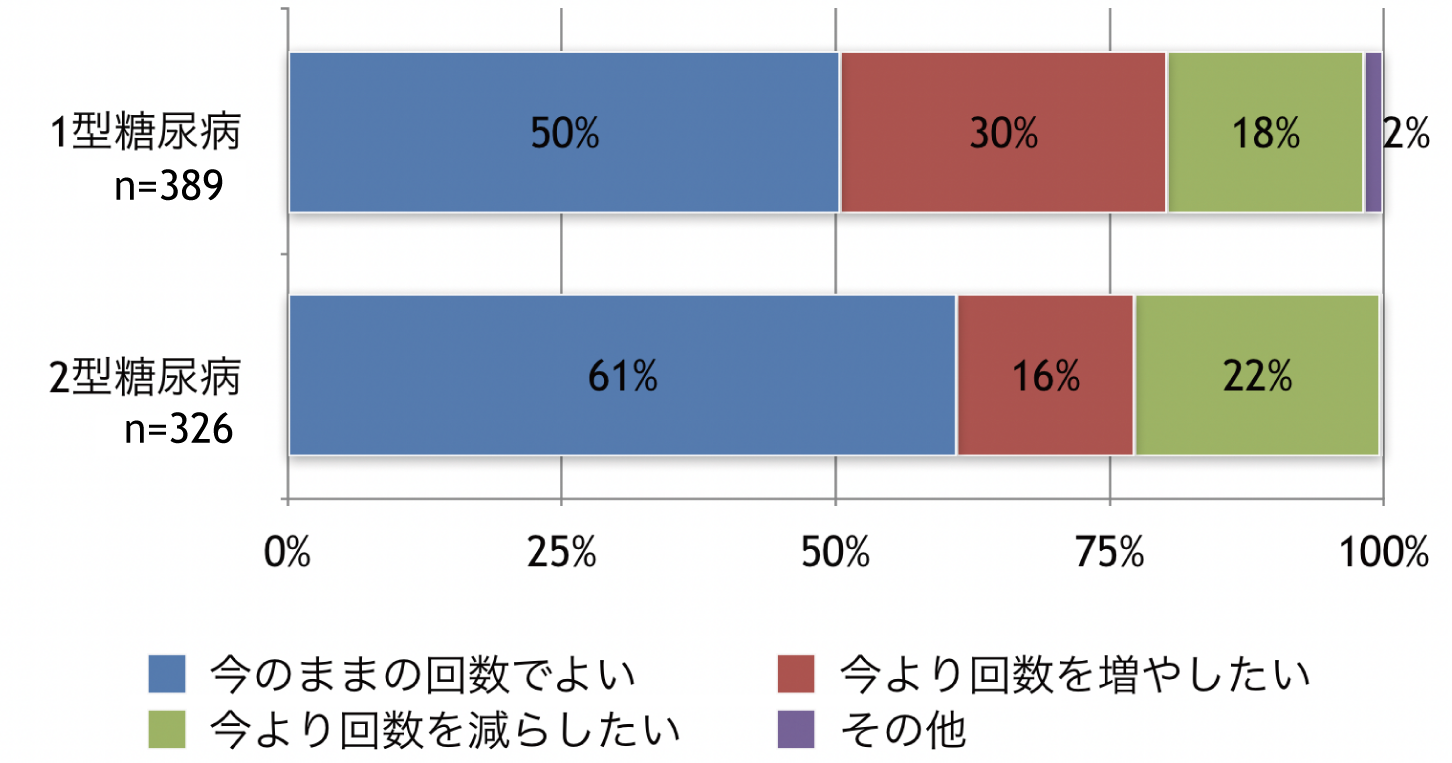 1型糖尿病
n=389
50%
30%
18%
2%
2型糖尿病
n=326
61%
16%
22%
0%
25%
50%
75%
100%
今のままの回数でよい
今より回数を増やしたい
今より回数を減らしたい
その他